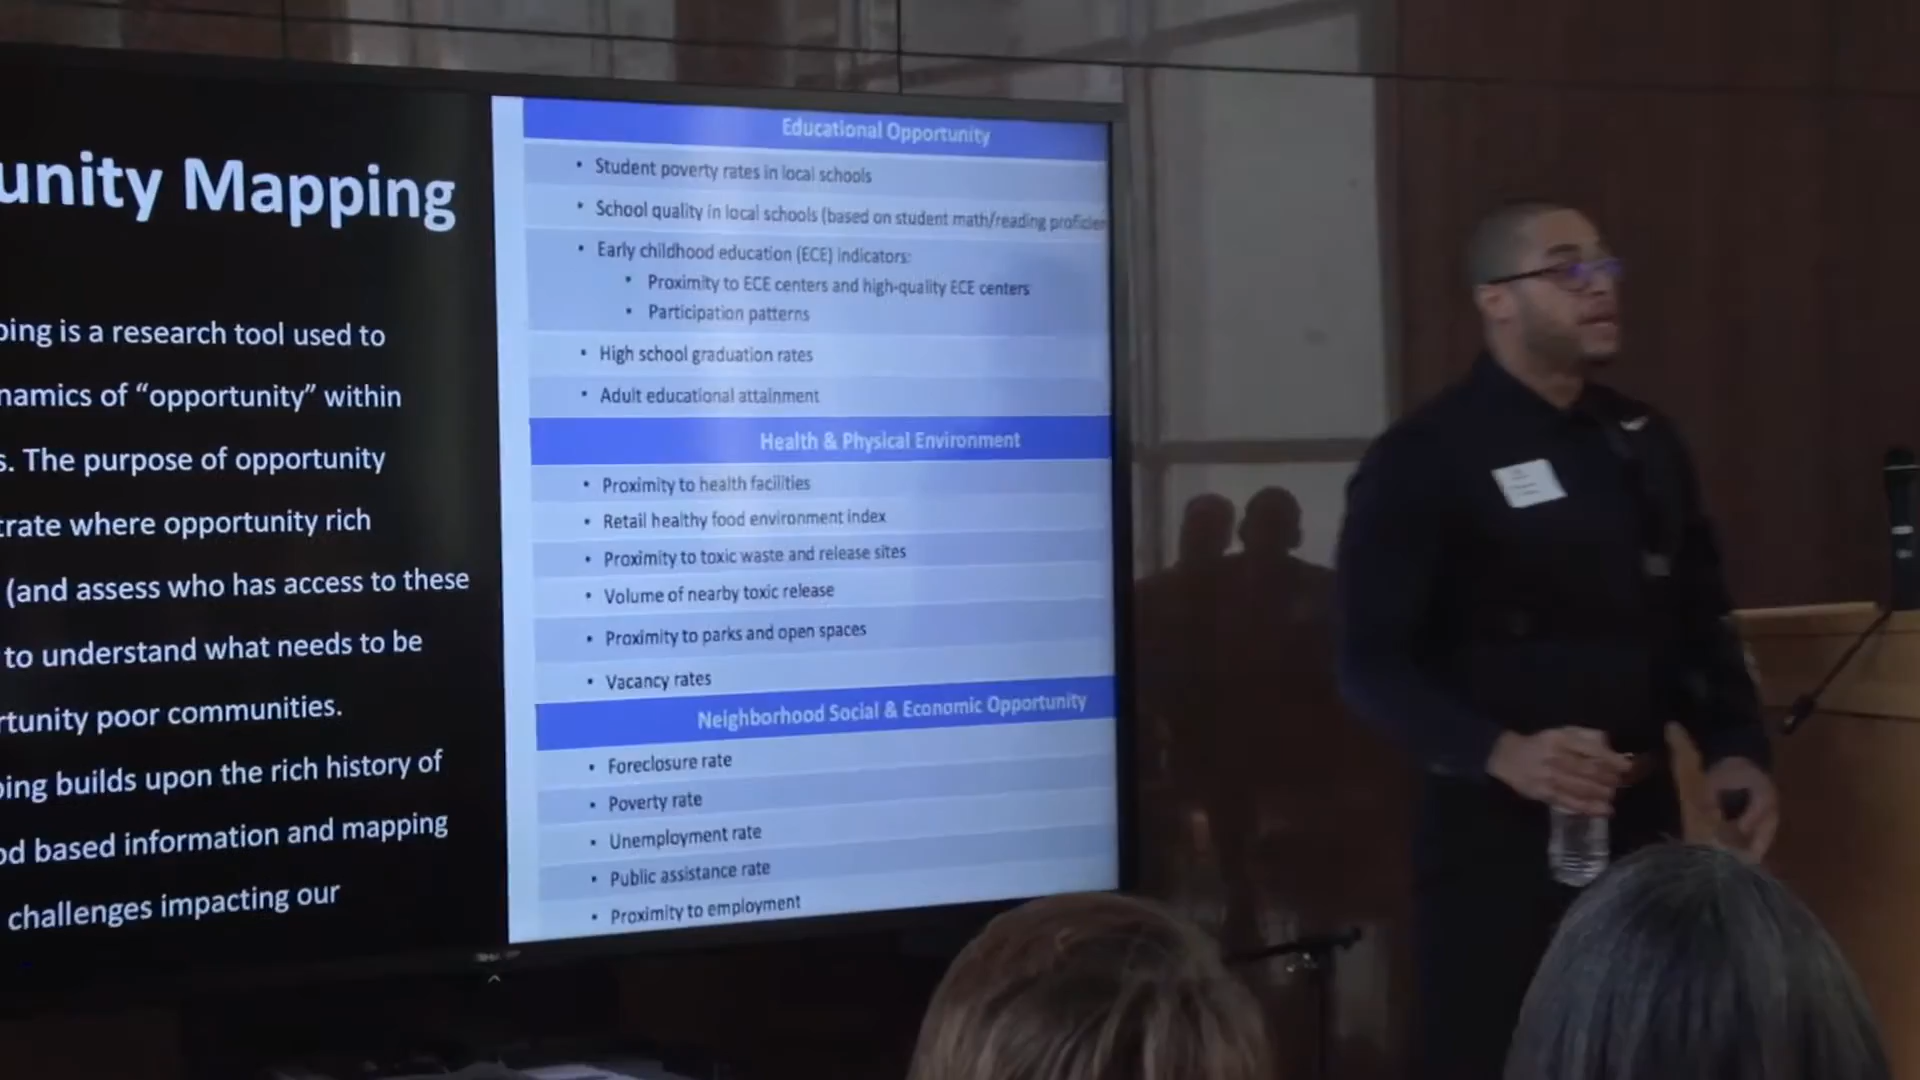 unity Mapping
ping is a research tool used to
namics of “opportunity” within
s. The purpose of opportunity
trate where opportunity rich
(and assess who has access to these
to understand what needs to be
rtunity poor communities.
ping builds upon the rich history of
od based information and mapping
challenges impacting our
Educational Opportunity
• Student poverty rates in local schools
• School quality in local schools (based on student math/reading proficien
• Early childhood education (ECE) indicators:
• Proximity to ECE centers and high-quality ECE centers
• Participation patterns
• High school graduation rates
• Adult educational attainment
Health & Physical Environment
• Proximity to health facilities
• Retail healthy food environment index
• Proximity to toxic waste and release sites
• Volume of nearby toxic release
• Proximity to parks and open spaces
• Vacancy rates
Neighborhood Social & Economic Opportunity
• Foreclosure rate
• Poverty rate
• Unemployment rate
• Public assistance rate
• Proximity to employment